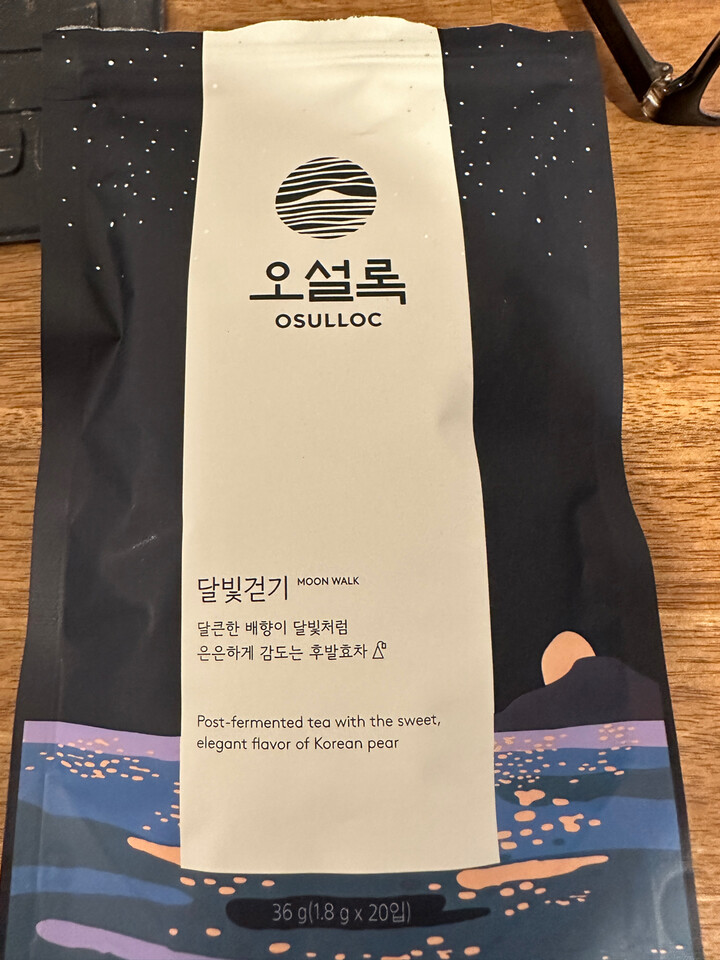 오설록
OSULLOC
달빛걷기 MOON WALK
달큰한 배향이 달빛처럼
은은하게 감도는 후발효차
Post-fermented tea with the sweet,
elegant flavor of Korean pear
36 g(1.8 g x 20입)